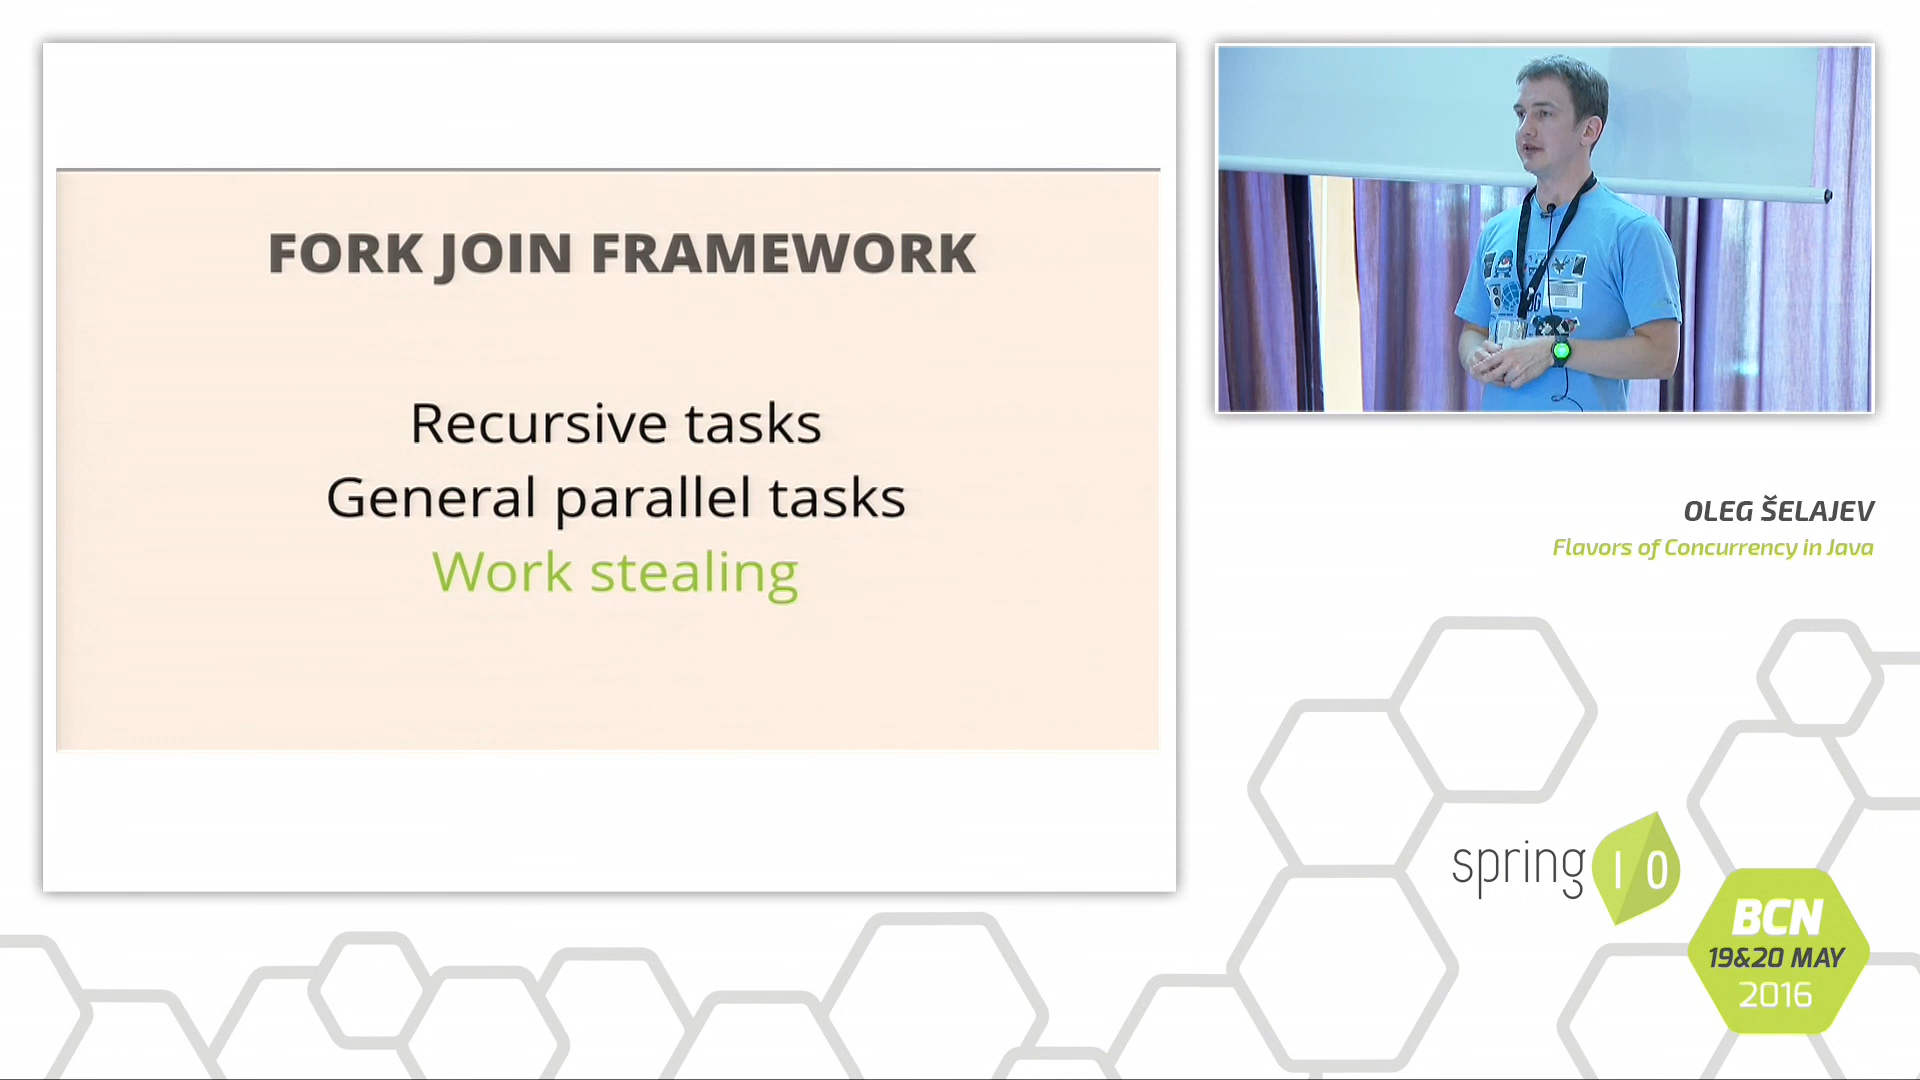 FORK JOIN FRAMEWORK
Recursive tasks
General parallel tasks
Work stealing
OLEG ŠELAJEV
Flavors of Concurrency in Java
spring I/O
BCN
19&20 MAY
2016